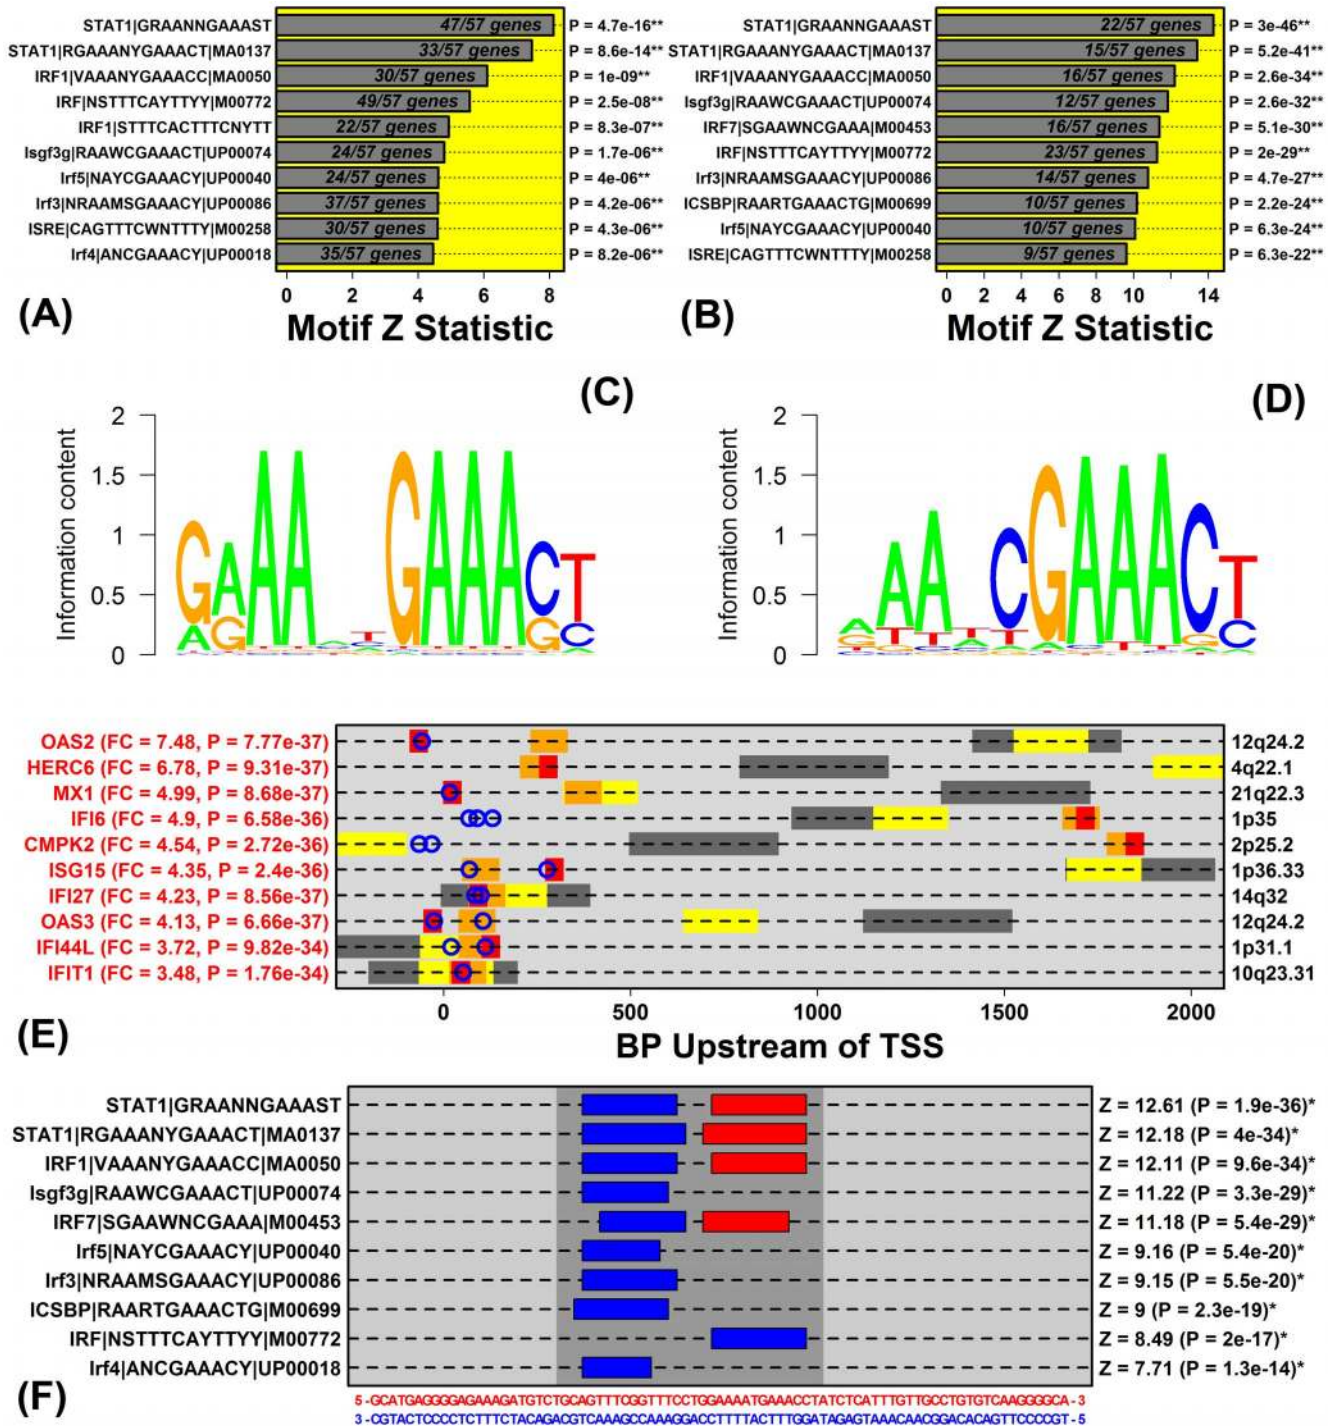 STAT1|GRAANNGAAAST 47/57 genes P = 4.7e-16**
STAT1|RGAAANYGAAACT|MA0137 33/57 genes P = 8.6e-14**
IRF1|VAAANYGAAACC|MA0050 30/57 genes P = 1e-09**
IRF|NSTTTCAYTTYY|M00772 49/57 genes P = 2.5e-08**
IRF1|STTTCACTTTCNYTT 22/57 genes P = 8.3e-07**
Isgf3g|RAAWCGAAACT|UP00074 24/57 genes P = 1.7e-06**
Irf5|NAYCGAAACY|UP00040 24/57 genes P = 4e-06**
Irf3|NRAAMSGAAACY|UP00086 37/57 genes P = 4.2e-06**
ISRE|CAGTTTCWNTTTY|M00258 30/57 genes P = 4.3e-06**
Irf4|ANCGAAACY|UP00018 35/57 genes P = 8.2e-06**
0 2 4 6 8
(A) Motif Z Statistic
STAT1|GRAANNGAAAST 22/57 genes P = 3e-46**
STAT1|RGAAANYGAAACT|MA0137 15/57 genes P = 5.2e-41**
IRF1|VAAANYGAAACC|MA0050 16/57 genes P = 2.6e-34**
Isgf3g|RAAWCGAAACT|UP00074 12/57 genes P = 2.6e-32**
IRF7|SGAAWNCGAAA|M00453 16/57 genes P = 5.1e-30**
IRF|NSTTTCAYTTYY|M00772 23/57 genes P = 2e-29**
Irf3|NRAAMSGAAACY|UP00086 14/57 genes P = 4.7e-27**
ICSBP|RAARTGAAACTG|M00699 10/57 genes P = 2.2e-24**
Irf5|NAYCGAAACY|UP00040 10/57 genes P = 6.3e-24**
ISRE|CAGTTTCWNTTTY|M00258 9/57 genes P = 6.3e-22**
0 2 4 6 8 10 14
(B) Motif Z Statistic
(C)
Information content
2
1.5
1
0.5
0
GAAA GAAACT
AG T GC
(D)
Information content
2
1.5
1
0.5
0
AAA CGAAACT
OAS2 (FC = 7.48, P = 7.77e-37) 12q24.2
HERC6 (FC = 6.78, P = 9.31e-37) 4q22.1
MX1 (FC = 4.99, P = 8.68e-37) 21q22.3
IFI6 (FC = 4.9, P = 6.58e-36) 1p35
CMPK2 (FC = 4.54, P = 2.72e-36) 2p25.2
ISG15 (FC = 4.35, P = 2.4e-36) 1p36.33
IFI27 (FC = 4.23, P = 8.56e-37) 14q32
OAS3 (FC = 4.13, P = 6.66e-37) 12q24.2
IFI44L (FC = 3.72, P = 9.82e-34) 1p31.1
IFIT1 (FC = 3.48, P = 1.76e-34) 10q23.31
0 500 1000 1500 2000
(E) BP Upstream of TSS
STAT1|GRAANNGAAAST Z = 12.61 (P = 1.9e-36)*
STAT1|RGAAANYGAAACT|MA0137 Z = 12.18 (P = 4e-34)*
IRF1|VAAANYGAAACC|MA0050 Z = 12.11 (P = 9.6e-34)*
Isgf3g|RAAWCGAAACT|UP00074 Z = 11.22 (P = 3.3e-29)*
IRF7|SGAAWNCGAAA|M00453 Z = 11.18 (P = 5.4e-29)*
Irf5|NAYCGAAACY|UP00040 Z = 9.16 (P = 5.4e-20)*
Irf3|NRAAMSGAAACY|UP00086 Z = 9.15 (P = 5.5e-20)*
ICSBP|RAARTGAAACTG|M00699 Z = 9 (P = 2.3e-19)*
IRF|NSTTTCAYTTYY|M00772 Z = 8.49 (P = 2e-17)*
Irf4|ANCGAAACY|UP00018 Z = 7.71 (P = 1.3e-14)*
(F)
5-GCATGAGGGGAGAAAGATGTCTGCAGTTTCGGTTTCCTGGAAAATGAAACCTATCTCATTTGTTGCCTGTGTCAAGGGGCA-3
3-CGTACTCCCCTCTTTCTACAGACGTCAAAGCCAAAGGACCTTTTACTTTGGATAGAGTAAACAACGGACACAGTTCCCCGT-5